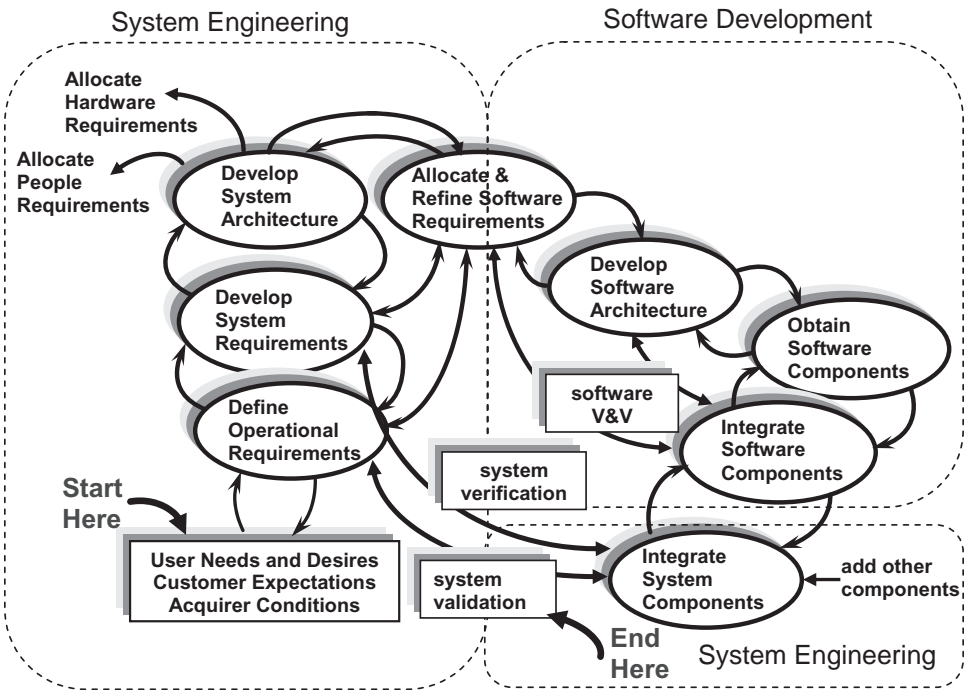 System Engineering
Software Development
Allocate
Hardware
Requirements
Allocate
People
Requirements
Develop
System
Architecture
Allocate &
Refine Software
Requirements
Develop
Software
Architecture
Develop
System
Requirements
Obtain
Software
Components
Define
Operational
Requirements
software
V&V
Integrate
Software
Components
system
verification
Start
Here
User Needs and Desires
Customer Expectations
Acquirer Conditions
system
validation
Integrate
System
Components
add other
components
End
Here
System Engineering